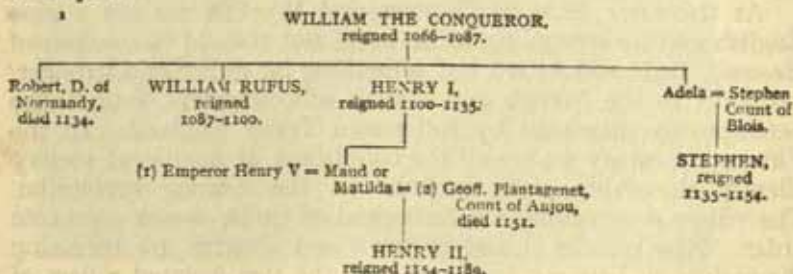 1
WILLIAM THE CONQUEROR,
reigned 1066–1087.
Robert, D. of
Normandy,
died 1134.
WILLIAM RUFUS,
reigned
1087–1100.
HENRY I,
reigned 1100–1135.
Adela = Stephen
Count of
Blois.
(1) Emperor Henry V = Maud or
Matilda = (2) Geoff. Plantagenet,
Count of Anjou,
died 1151.
STEPHEN,
reigned
1135–1154.
HENRY II,
reigned 1154–1189.